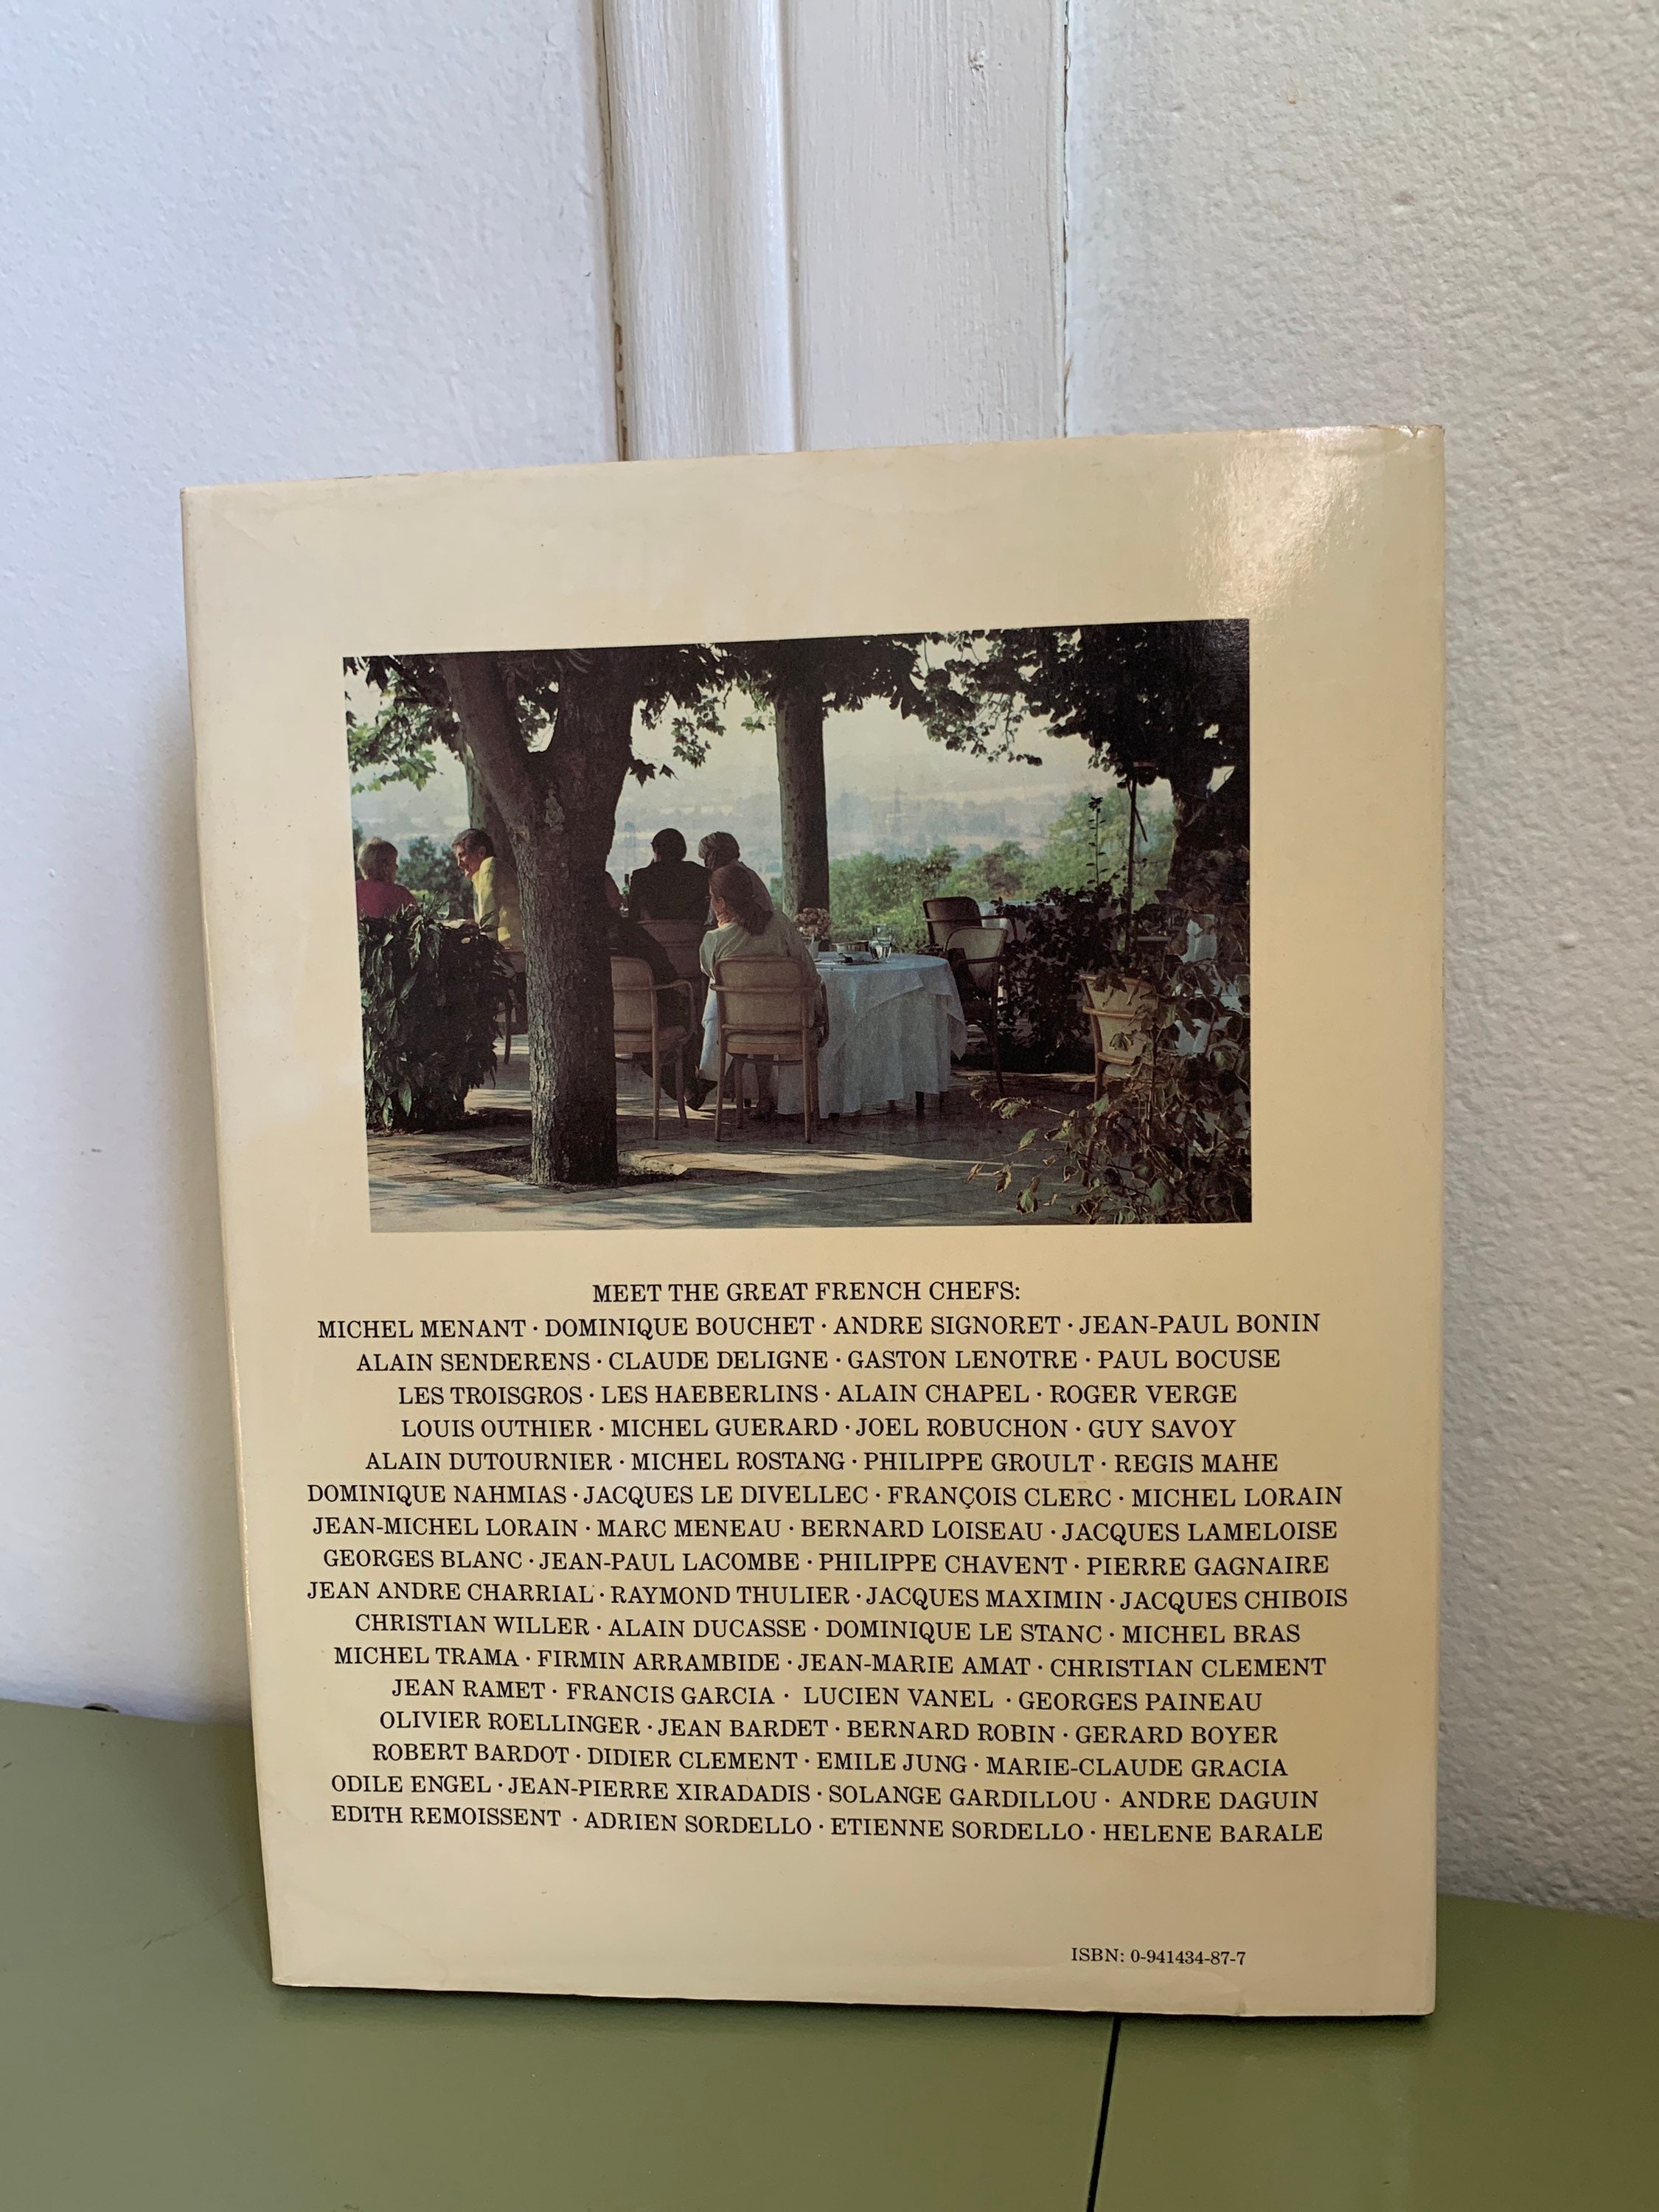 MEET THE GREAT FRENCH CHEFS:
MICHEL MENANT · DOMINIQUE BOUCHET · ANDRE SIGNORET · JEAN-PAUL BONIN
ALAIN SENDERENS · CLAUDE DELIGNE · GASTON LENOTRE · PAUL BOCUSE
LES TROISGROS · LES HAEBERLINS · ALAIN CHAPEL · ROGER VERGE
LOUIS OUTHIER · MICHEL GUERARD · JOEL ROBUCHON · GUY SAVOY
ALAIN DUTOURNIER · MICHEL ROSTANG · PHILIPPE GROULT · REGIS MAHE
DOMINIQUE NAHMIAS · JACQUES LE DIVELLEC · FRANÇOIS CLERC · MICHEL LORAIN
JEAN-MICHEL LORAIN · MARC MENEAU · BERNARD LOISEAU · JACQUES LAMELOISE
GEORGES BLANC · JEAN-PAUL LACOMBE · PHILIPPE CHAVENT · PIERRE GAGNAIRE
JEAN ANDRE CHARRIAL · RAYMOND THULIER · JACQUES MAXIMIN · JACQUES CHIBOIS
CHRISTIAN WILLER · ALAIN DUCASSE · DOMINIQUE LE STANC · MICHEL BRAS
MICHEL TRAMA · FIRMIN ARRAMBIDE · JEAN-MARIE AMAT · CHRISTIAN CLEMENT
JEAN RAMET · FRANCIS GARCIA · LUCIEN VANEL · GEORGES PAINEAU
OLIVIER ROELLINGER · JEAN BARDET · BERNARD ROBIN · GERARD BOYER
ROBERT BARDOT · DIDIER CLEMENT · EMILE JUNG · MARIE-CLAUDE GRACIA
ODILE ENGEL · JEAN-PIERRE XIRADADIS · SOLANGE GARDILLOU · ANDRE DAGUIN
EDITH REMOISSENT · ADRIEN SORDELLO · ETIENNE SORDELLO · HELENE BARALE
ISBN: 0-941434-87-7